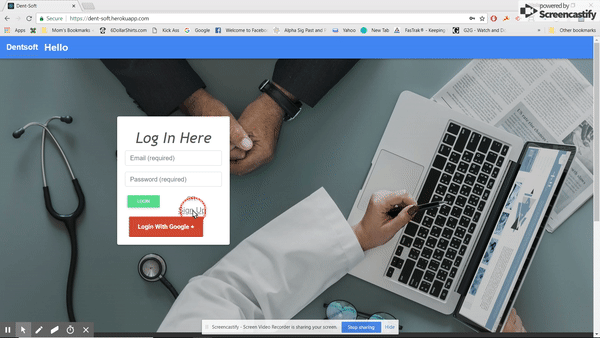 Dent-Soft
powered by
Screencastify
Secure
https://dent-soft.herokuapp.com
Apps
Bookmarks
Mom's Bookmarks
6DollarShirts.com
Kick Ass
Google
Welcome to Facebook
Alpha Sig Past and
Yahoo
New Tab
FasTrak® - Keeping
G2G - Watch and D
Other bookmarks
Dentsoft Hello
Log In Here
Email (required)
Password (required)
LOGIN
Sign Up
Login With Google +
Screencastify - Screen Video Recorder is sharing your screen.
Stop sharing
Hide